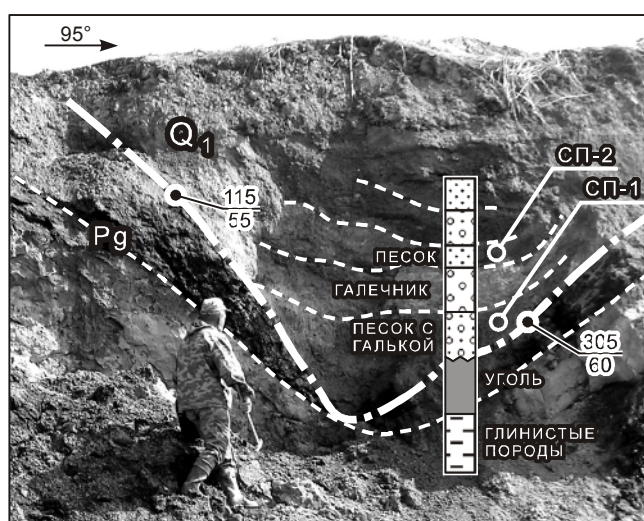 95°
Q1
СП-2
СП-1
115
55
Pg
ПЕСОК
ГАЛЕЧНИК
ПЕСОК С
ГАЛЬКОЙ
305
60
УГОЛЬ
ГЛИНИСТЫЕ
ПОРОДЫ